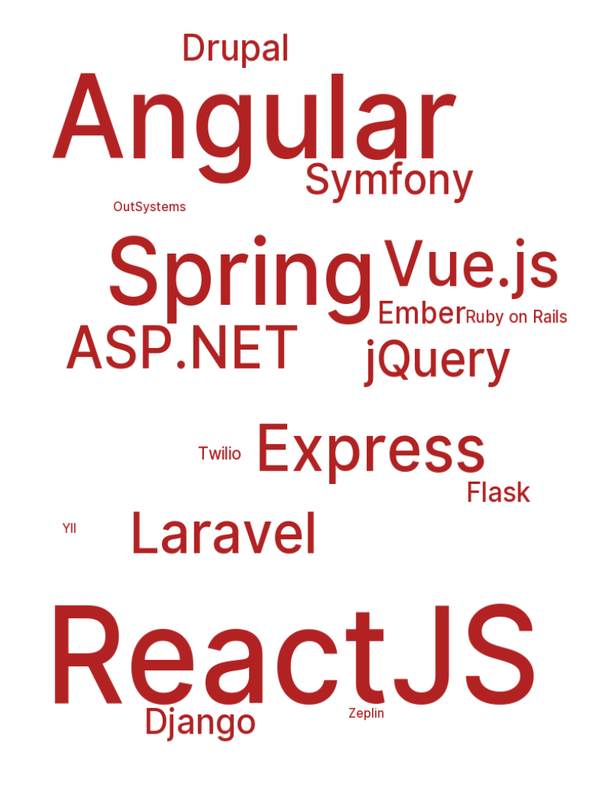 Drupal
Angular
Symfony
OutSystems
Spring
Vue.js
Ember
Ruby on Rails
ASP.NET
jQuery
Express
Twilio
Flask
Laravel
YII
ReactJS
Django
Zeplin